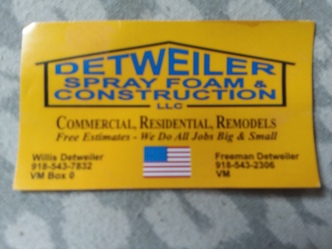 DETWEILER
SPRAY FOAM &
CONSTRUCTION
LLC
COMMERCIAL, RESIDENTIAL, REMODELS
Free Estimates - We Do All Jobs Big & Small
Willis Detweiler
918-543-7832
VM Box 0
Freeman Detweiler
918-543-2306
VM